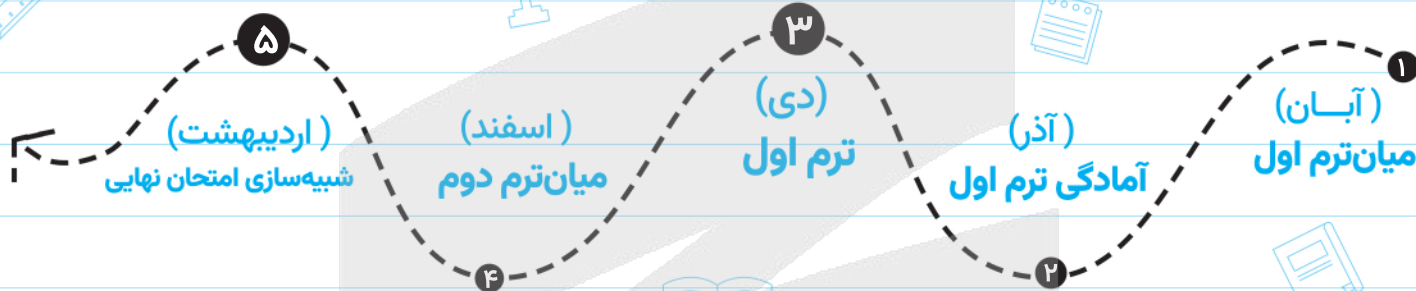 ۱
(آبــان)
میان‌ترم اول
۲
(آذر)
آمادگی ترم اول
۳
(دی)
ترم اول
۴
(اسفند)
میان‌ترم دوم
۵
(اردیبهشت)
شبیه‌سازی امتحان نهایی